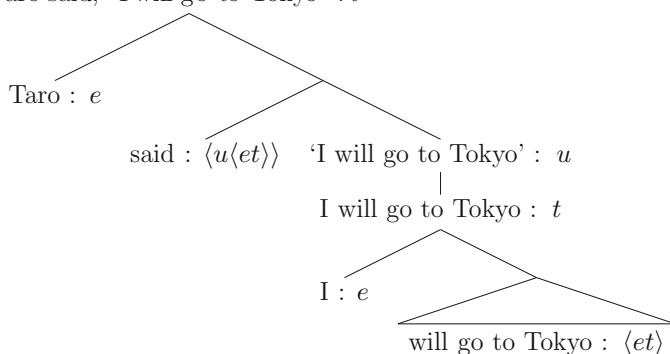 said, 'I will go to Tokyo' : t
Taro : e
said : ⟨u⟨et⟩⟩ ‘I will go to Tokyo’ : u
I will go to Tokyo : t
I : e
will go to Tokyo : ⟨et⟩